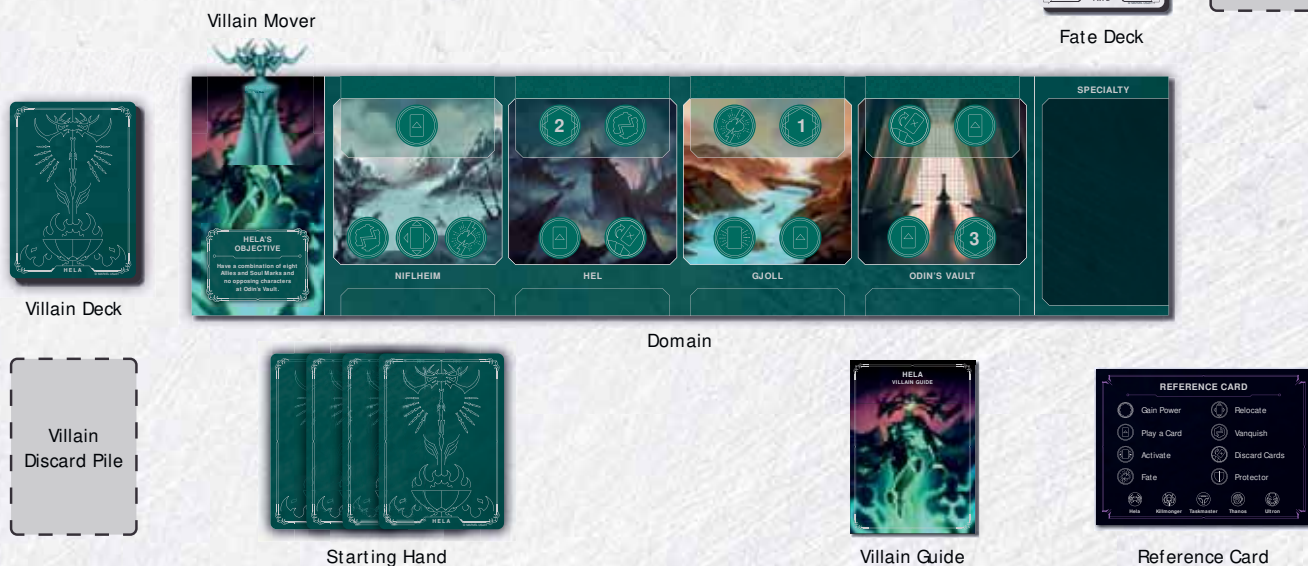 Villain Mover
Fate Deck
SPECIALTY
2
1
3
HELA'S
OBJECTIVE
Have a combination of eight
Allies and Soul Marks and
no opposing characters
at Odin's Vault.
NIFLHEIM
HEL
GJOLL
ODIN'S VAULT
HELA
Villain Deck
Domain
Villain
Discard Pile
HELA
Starting Hand
HELA
VILLAIN GUIDE
Villain Guide
REFERENCE CARD
Gain Power
Relocate
Play a Card
Vanquish
Activate
Discard Cards
Fate
Protector
Hela
Killmonger
Taskmaster
Thanos
Ultron
Reference Card